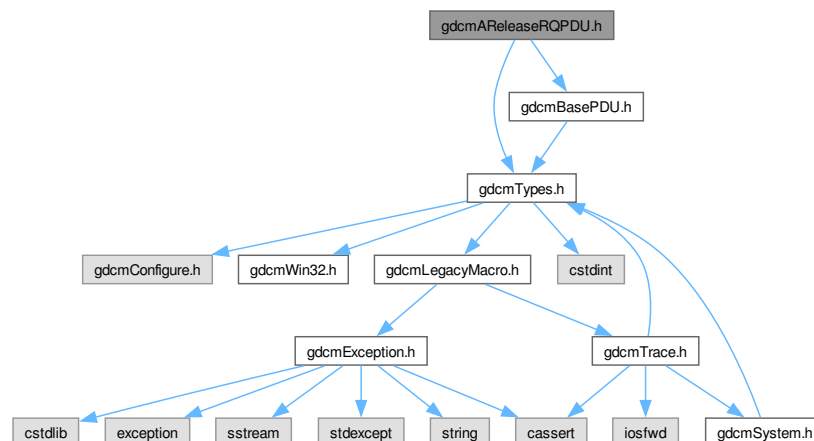 gdcmAReleaseRQPDU.h
gdcmBasePDU.h
gdcmTypes.h
gdcmConfigure.h
gdcmWin32.h
gdcmLegacyMacro.h
cstdint
gdcmException.h
gdcmTrace.h
cstdlib
exception
sstream
stdexcept
string
cassert
iosfwd
gdcmSystem.h